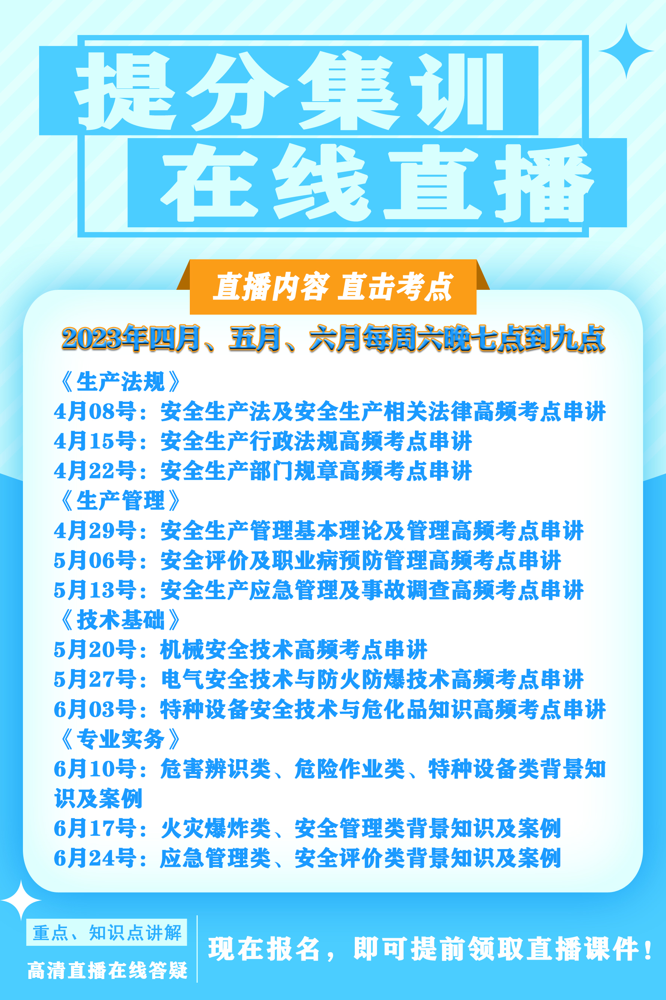 提分集训
在线直播
直播内容 直击考点
2023年四月、五月、六月每周六晚七点到九点
《生产法规》
4月08号：安全生产法及安全生产相关法律高频考点串讲
4月15号：安全生产行政法规高频考点串讲
4月22号：安全生产部门规章高频考点串讲
《生产管理》
4月29号：安全生产管理基本理论及管理高频考点串讲
5月06号：安全评价及职业病预防管理高频考点串讲
5月13号：安全生产应急管理及事故调查高频考点串讲
《技术基础》
5月20号：机械安全技术高频考点串讲
5月27号：电气安全技术与防火防爆技术高频考点串讲
6月03号：特种设备安全技术与危化品知识高频考点串讲
《专业实务》
6月10号：危害辨识类、危险作业类、特种设备类背景知
识及案例
6月17号：火灾爆炸类、安全管理类背景知识及案例
6月24号：应急管理类、安全评价类背景知识及案例
重点、知识点讲解
高清直播在线答疑
现在报名，即可提前领取直播课件！